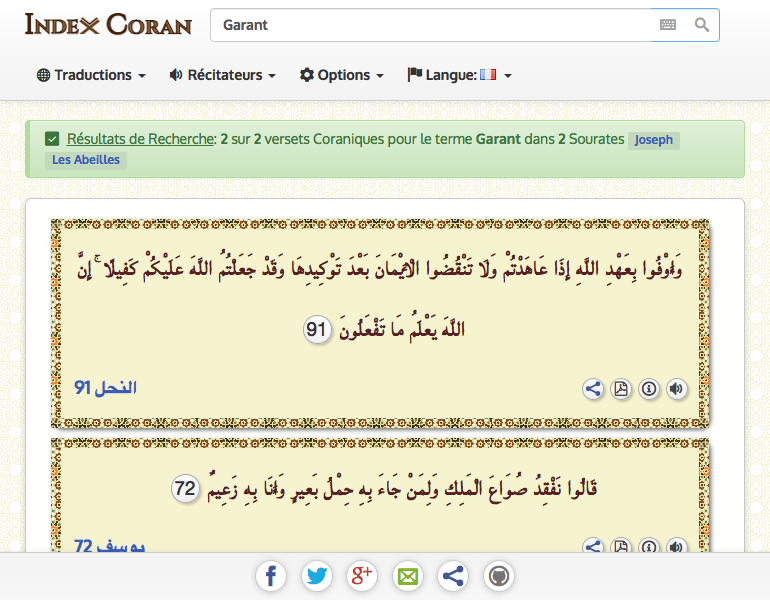 INDEX CORAN
Garant
Traductions
Récitateurs
Options
Langue:
Résultats de Recherche: 2 sur 2 versets Coraniques pour le terme Garant dans 2 Sourates Joseph
Les Abeilles
وَأَوْفُوا بِعَهْدِ اللَّهِ إِذَا عَاهَدْتُمْ وَلَا تَنْقُضُوا الْأَيْمَانَ بَعْدَ تَوْكِيدِهَا وَقَدْ جَعَلْتُمُ اللَّهَ عَلَيْكُمْ كَفِيلًا ۚ إِنَّ
اللَّهَ يَعْلَمُ مَا تَفْعَلُونَ 91
النحل 91
قَالُوا نَفْقِدُ صُوَاعَ الْمَلِكِ وَلِمَنْ جَاءَ بِهِ حِمْلُ بَعِيرٍ وَأَنَا بِهِ زَعِيمٌ 72
يوسف 72